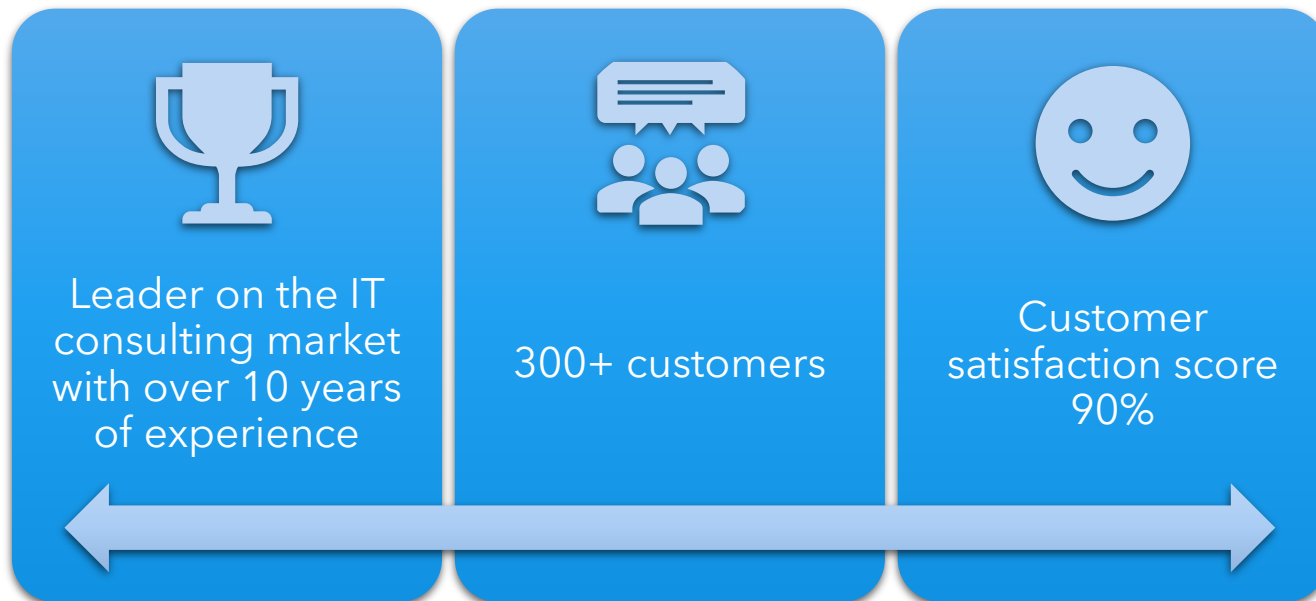 Leader on the IT
consulting market
with over 10 years
of experience
300+ customers
Customer
satisfaction score
90%